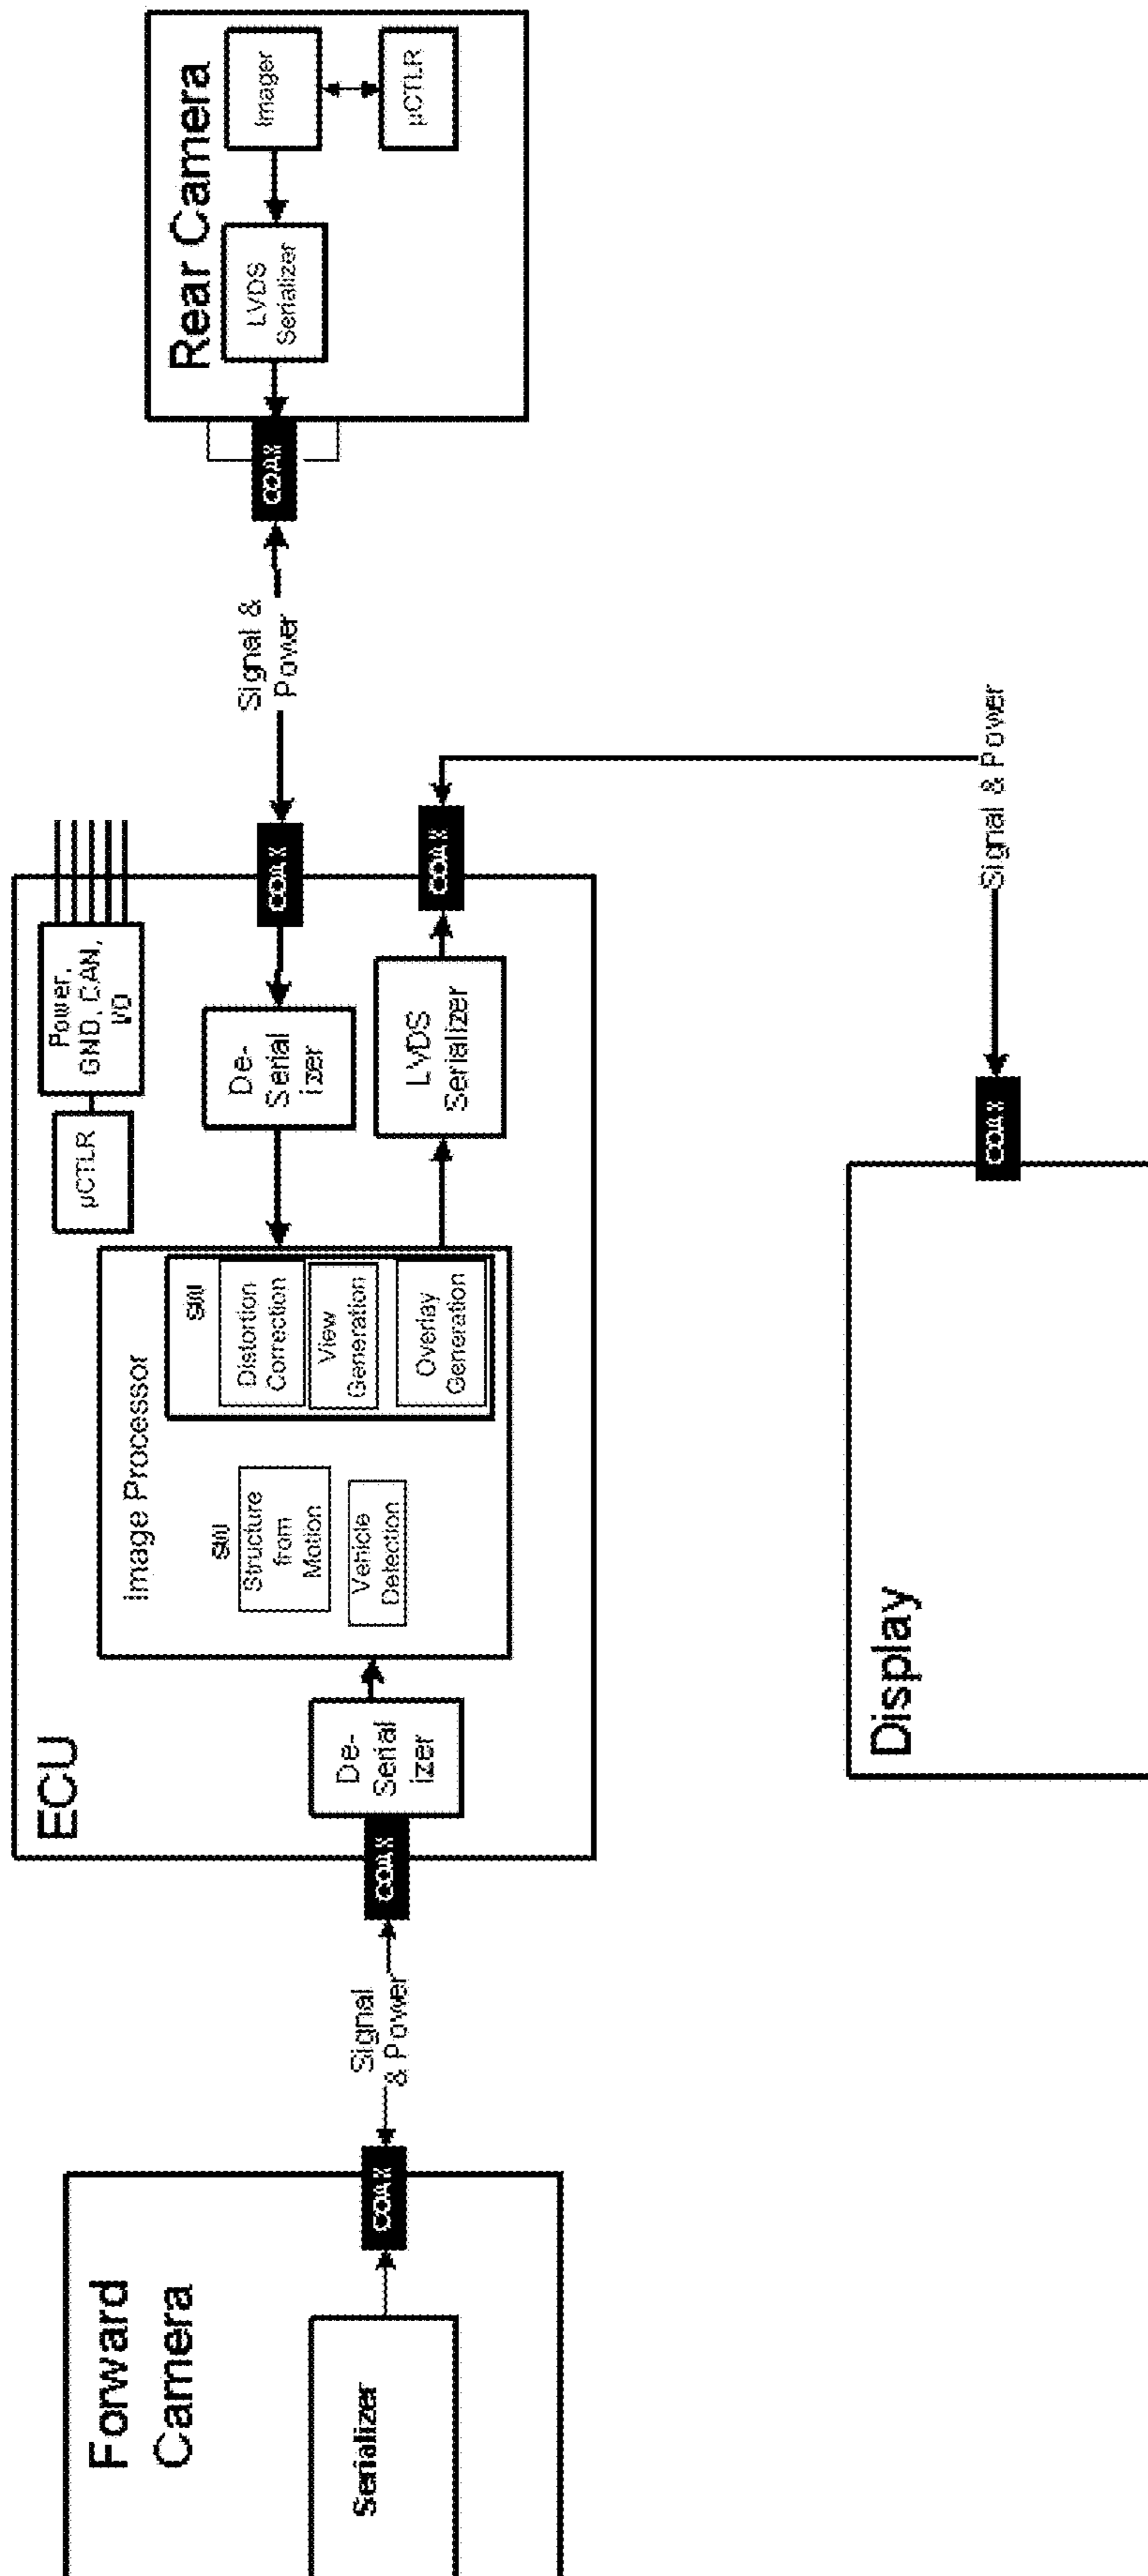 Forward
Camera
Serializer
COAX
Signal
& Power
COAX
ECU
De-
Serial
izer
Image Processor
SW
Structure
from
Motion
Vehicle
Detection
SW
Distortion
Correction
View
Generation
Overlay
Generation
µCTLR
Power,
GND, CAN,
I/O
De-
Serial
izer
LVDS
Serializer
COAX
COAX
Signal &
Power
COAX
Rear Camera
LVDS
Serializer
Imager
µCTLR
Display
COAX
Signal & Power